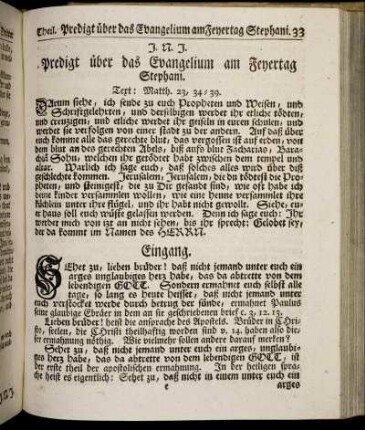 Theil. Predigt über das Evangelium am Feyertag Stephani. 33
J. N. J.
Predigt über das Evangelium am Feyertag
Stephani.
Text: Matth. 23, 34-39.
DArum siehe, ich sende zu euch Propheten und Weisen, und
Schriftgelehrten, und derselbigen werdet ihr etliche tödten,
und creuzigen, und etliche werdet ihr geiseln in euren schulen, und
werdet sie verfolgen von einer stadt zu der andern. Auf daß über
euch komme alle das gerechte blut, das vergossen ist auf erden, von
dem blut an des gerechten Abels, bißs aufs blut Zacharias, Bara-
chiä Sohn, welchen ihr getödtet habt zwischen dem tempel und
altar. Warlich ich sage euch, daß solches alles wird über diß
geschlechte kommen. Jerusalem, Jerusalem, die du tödtest die Pro-
pheten, und steinigest, die zu Dir gesandt sind, wie oft habe ich
deine kinder versammlen wollen, wie eine henne versammlet ihre
küchlein unter ihre flügel, und ihr habt nicht gewollt. Siehe, eu-
er haus soll euch wüste gelassen werden. Denn ich sage euch: Ihr
werdet mich von izt an nicht sehen, bis ihr sprecht: Gelobet sey,
der da kommt im Namen des HERRN.
Eingang.
SEhet zu, lieben brüder! daß nicht jemand unter euch ein
arges unglaubiges herz habe, das da abtrette von dem
lebendigen GOTT. Sondern ermahnet euch selbst alle
tage, so lang es heute heisset, daß nicht jemand unter
euch verstocket werde durch betrug der sünde, ermahnet Paulus
seine glaubige Ebräer in dem an sie geschriebenen brief c. 3, 12. 13.
Lieben brüder! heißt die ansprache des Apostels. Brüder in Chri-
sto, seelen, die Christi theilhaftig worden sind v. 14. haben also die-
ser ermahnung nöthig. Wie vielmehr sollen andere darauf merken?
Sehet zu, daß nicht jemand unter euch ein arges, unglaubi-
ges herz habe, das da abtrette von dem lebendigen GOTT, ist
der erste theil der apostolischen ermahnung. In der heiligen spra-
che heist es eigentlich: Sehet zu, daß nicht in einem unter euch ein
e arges